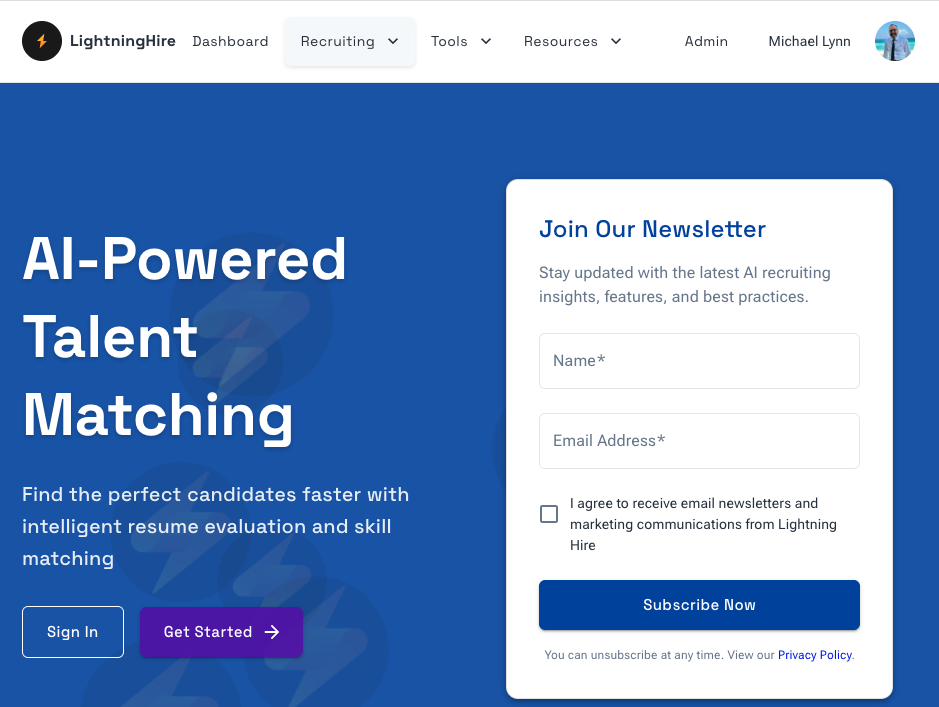 LightningHire Dashboard Recruiting Tools Resources Admin Michael Lynn
AI-Powered
Talent
Matching
Find the perfect candidates faster with
intelligent resume evaluation and skill
matching
Sign In Get Started
Join Our Newsletter
Stay updated with the latest AI recruiting
insights, features, and best practices.
Name*
Email Address*
I agree to receive email newsletters and
marketing communications from Lightning
Hire
Subscribe Now
You can unsubscribe at any time. View our Privacy Policy.